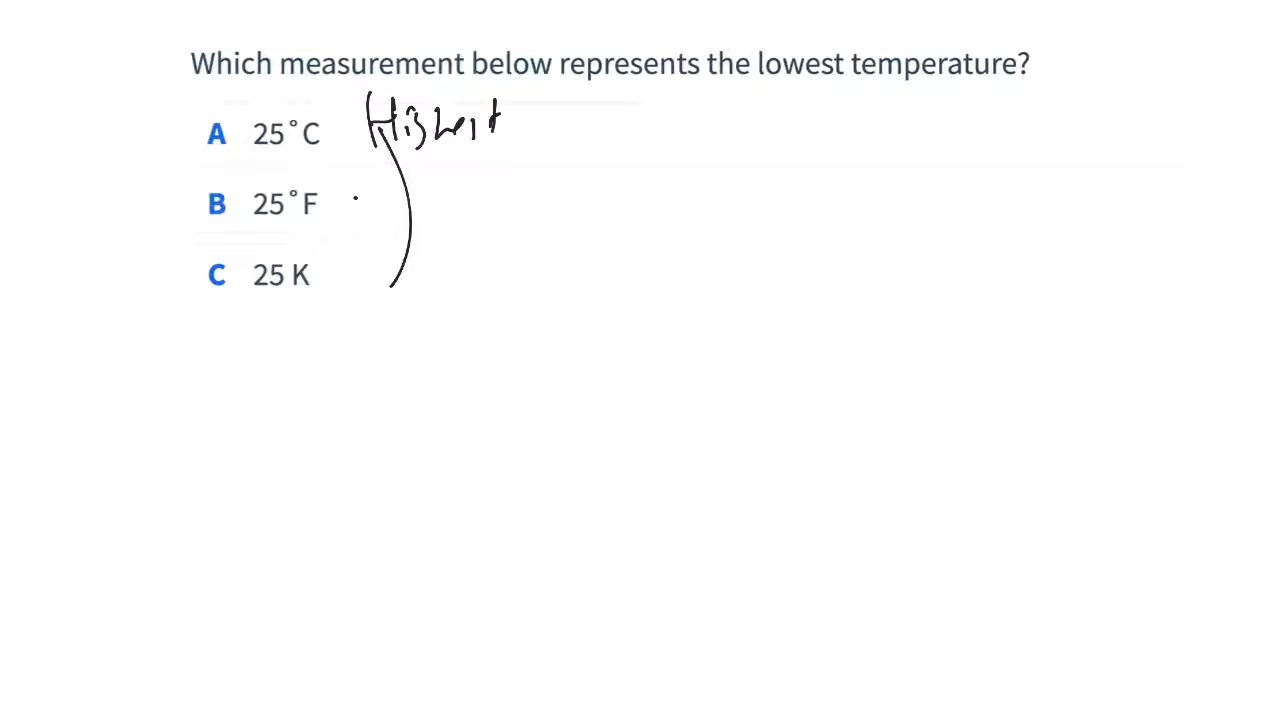 Which measurement below represents the lowest temperature?
A 25°C Highest
B 25°F
C 25 K